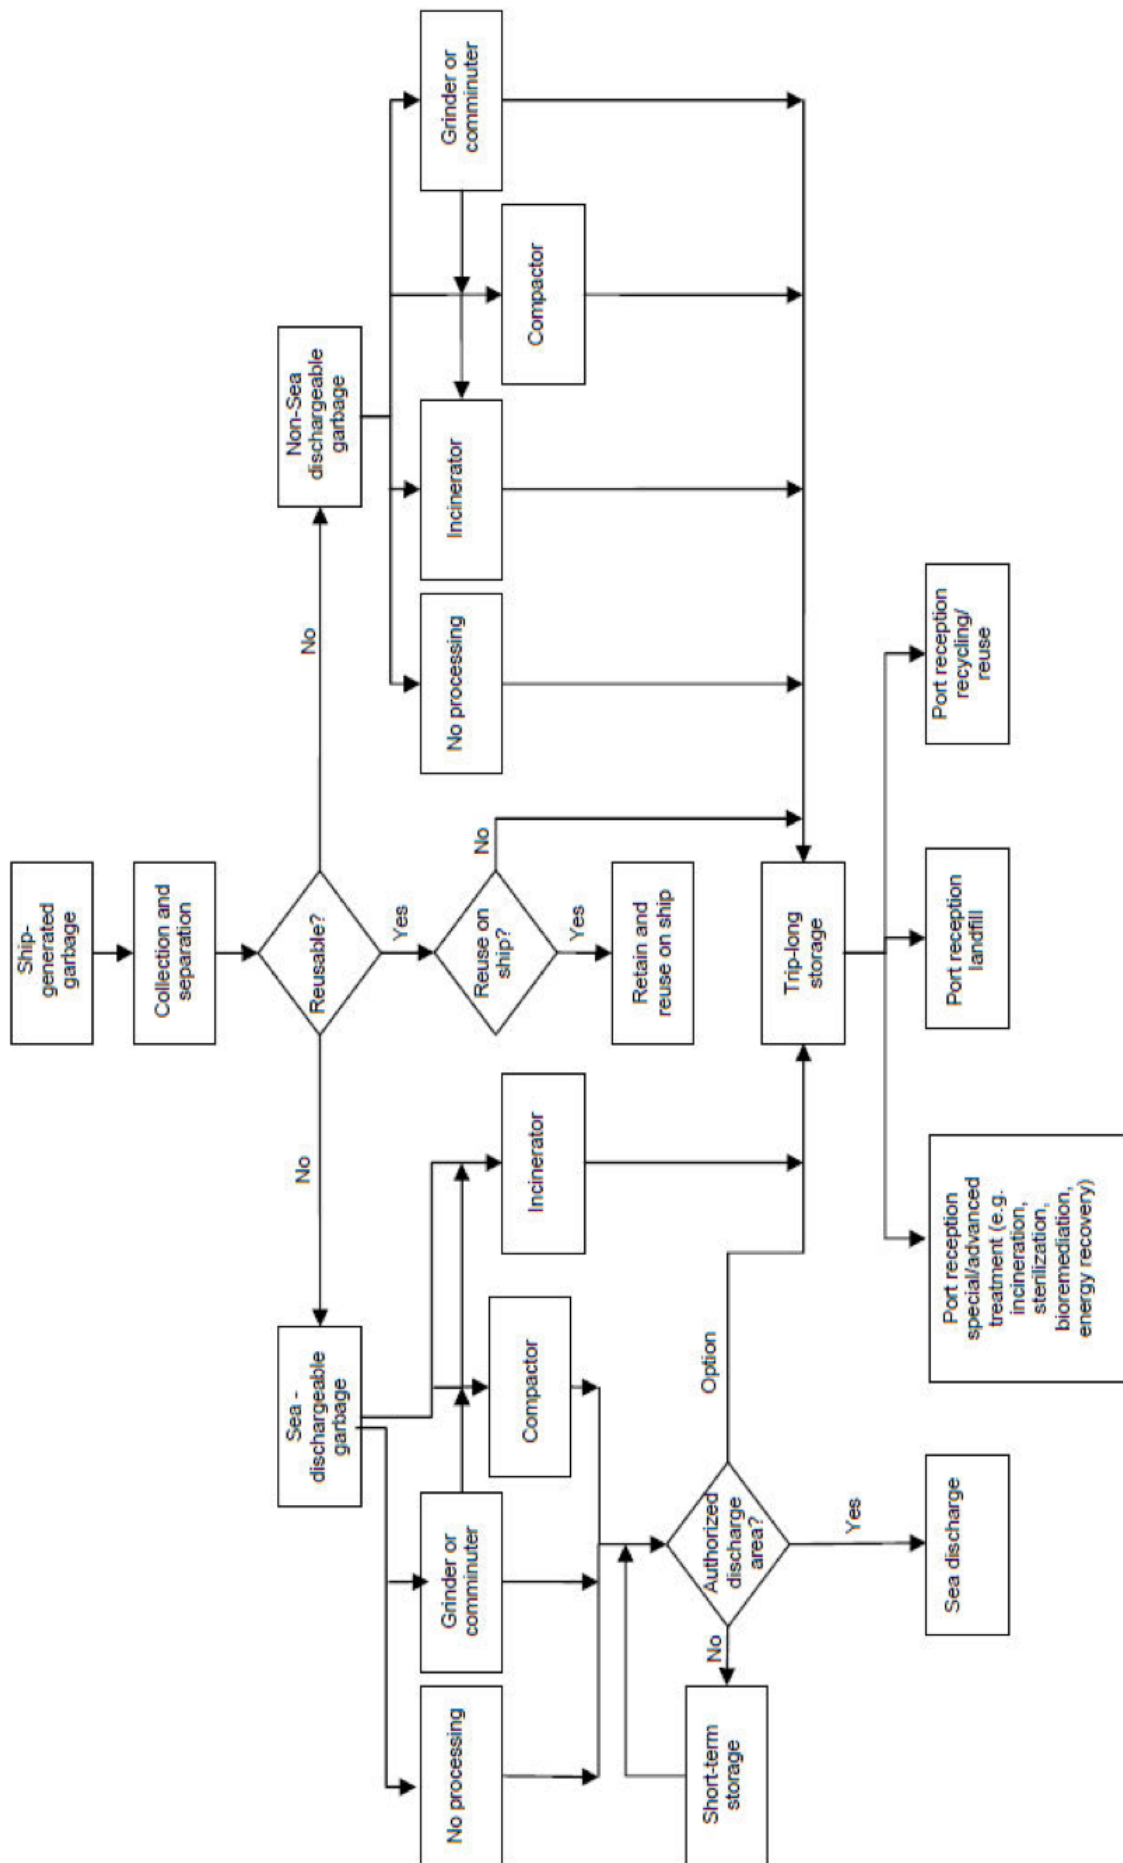 Ship-
generated
garbage
Collection and
separation
Reusable?
No
No
Yes
Sea -
dischargeable
garbage
Non-Sea
dischargeable
garbage
Reuse on
ship?
No
Yes
Retain and
reuse on ship
No processing
Grinder or
comminuter
Compactor
Incinerator
No processing
Incinerator
Compactor
Grinder or
comminuter
Authorized
discharge
area?
No
Yes
Option
Short-term
storage
Trip-long
storage
Sea discharge
Port reception
special/advanced
treatment (e.g.
incineration,
sterilization,
bioremediation,
energy recovery)
Port reception
landfill
Port reception
recycling/
reuse